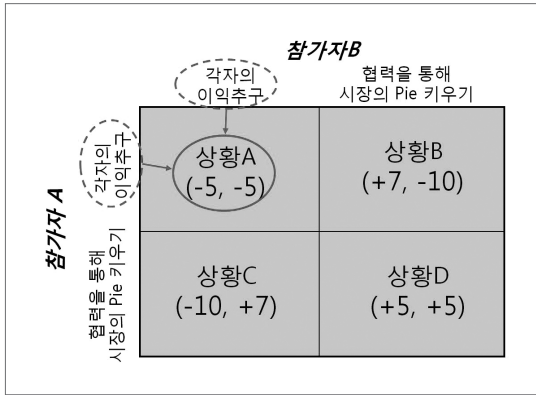 참가자B
각자의
이익추구
협력을 통해
시장의 Pie 키우기
참가자 A
각자의
이익추구
상황A
(-5, -5)
상황B
(+7, -10)
협력을 통해
시장의 Pie 키우기
상황C
(-10, +7)
상황D
(+5, +5)